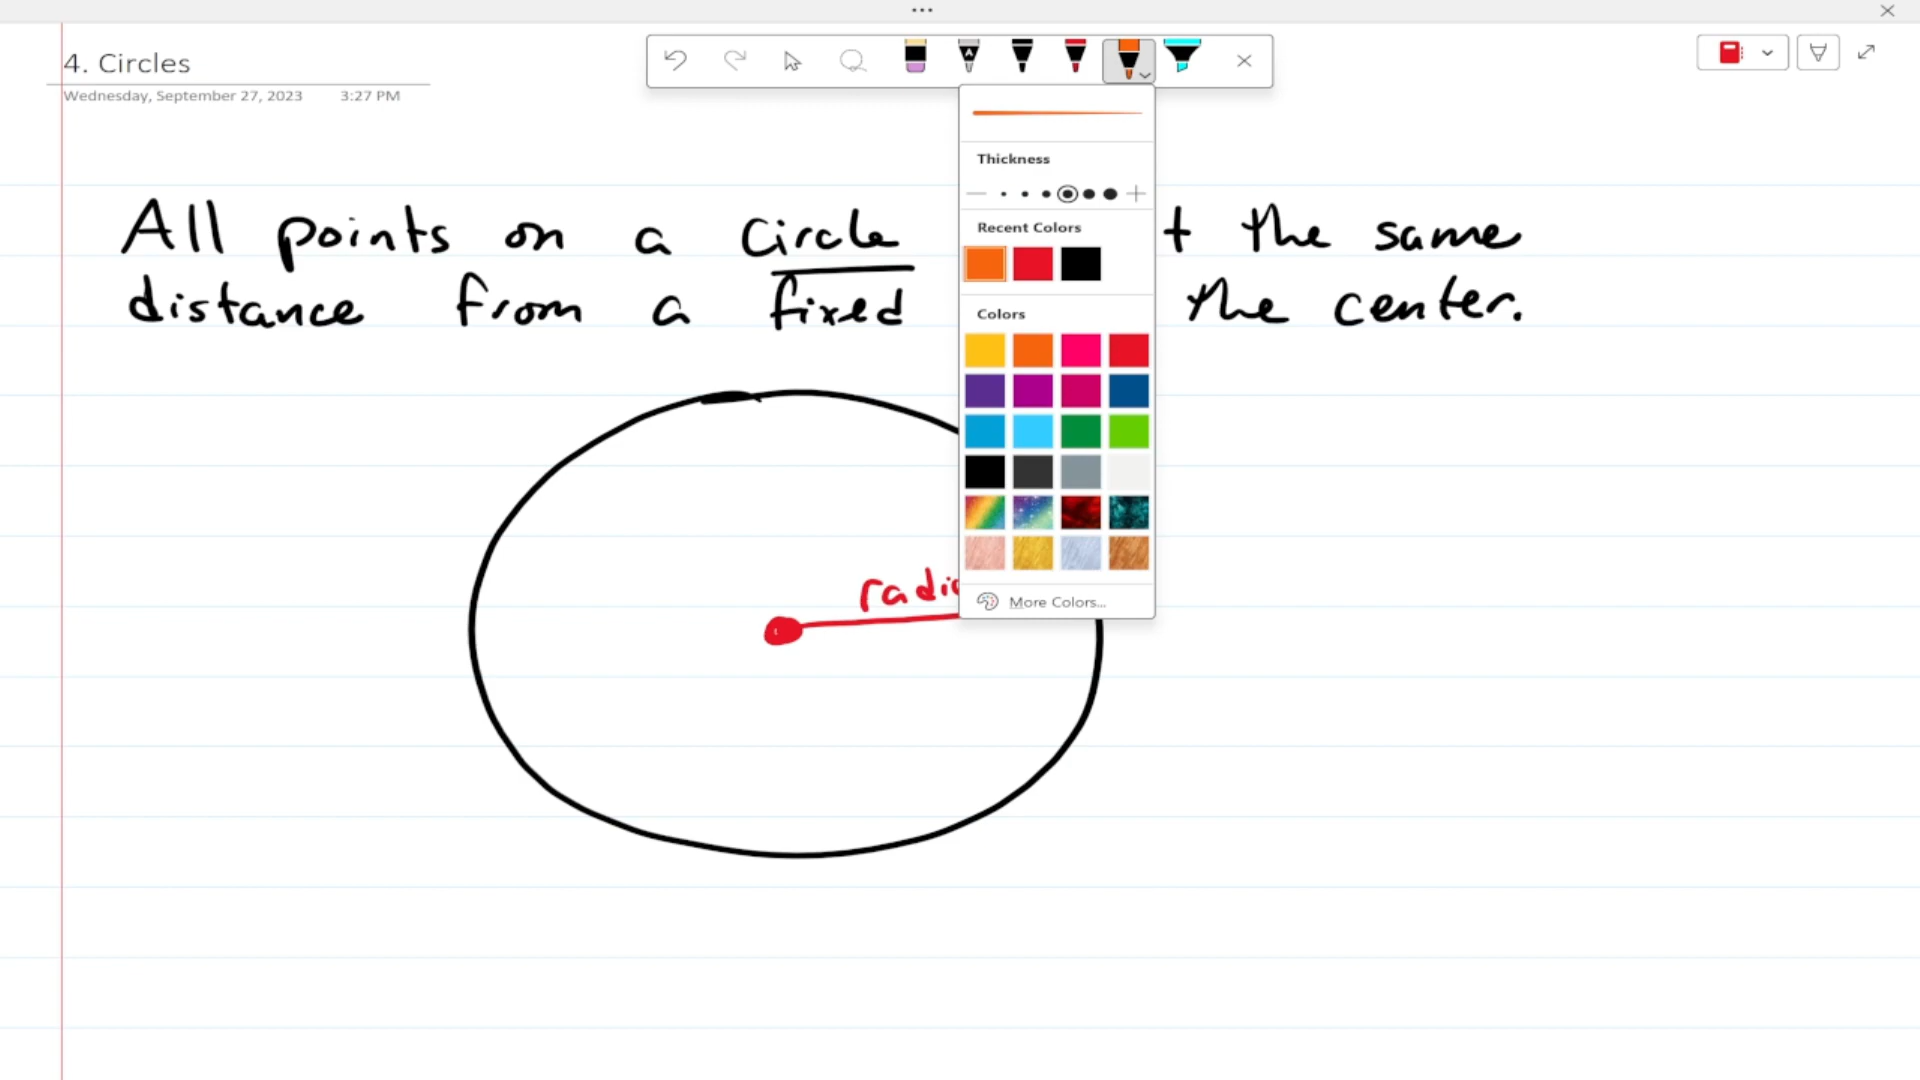 4. Circles
Wednesday, September 27, 2023 3:27 PM
Thickness
Recent Colors
Colors
More Colors...
All points on a circle t the same
distance from a fixed the center.
radi